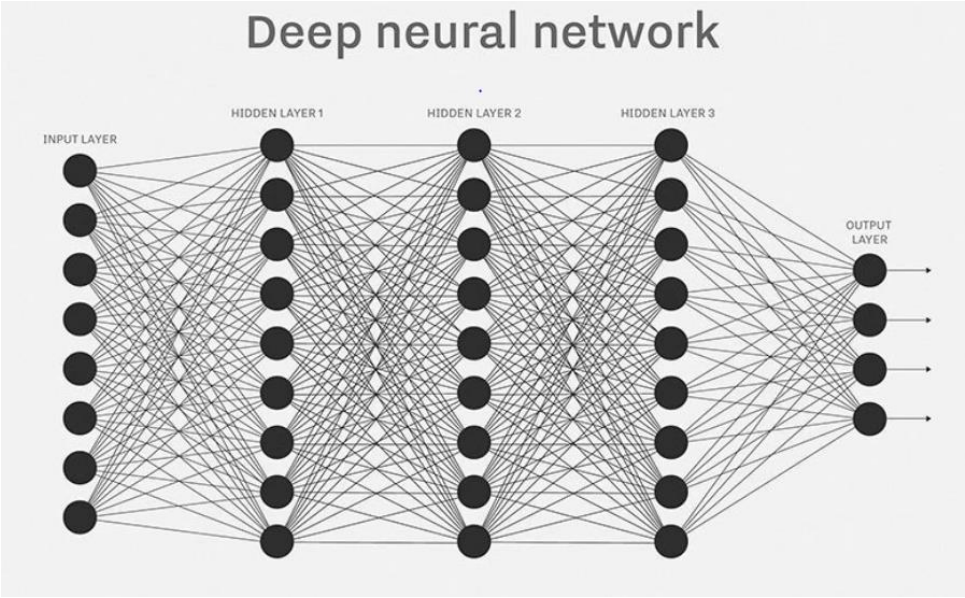 Deep neural network
HIDDEN LAYER 1
HIDDEN LAYER 2
HIDDEN LAYER 3
INPUT LAYER
OUTPUT
LAYER